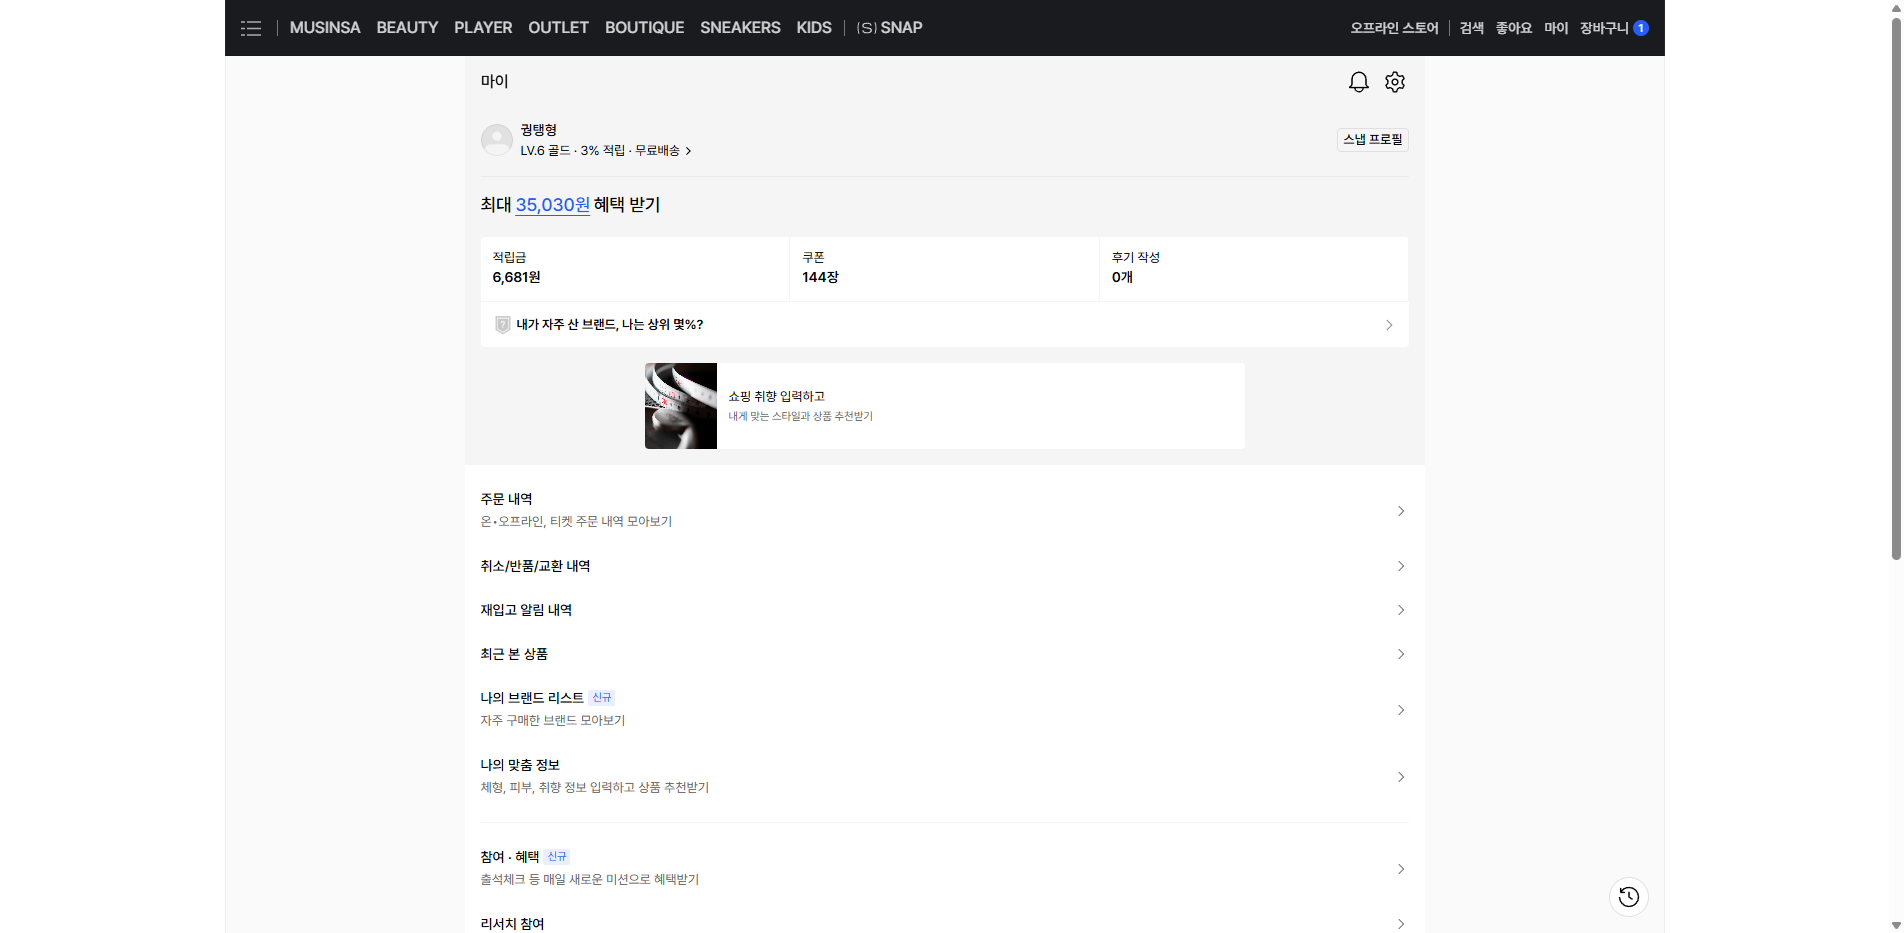 MUSINSA BEAUTY PLAYER OUTLET BOUTIQUE SNEAKERS KIDS (S) SNAP 오프라인 스토어 검색 좋아요 마이 장바구니 1
마이
궝탱형
LV.6 골드 · 3% 적립 · 무료배송
스냅 프로필
최대 35,030원 혜택 받기
적립금
6,681원
쿠폰
144장
후기 작성
0개
내가 자주 산 브랜드, 나는 상위 몇%?
쇼핑 취향 입력하고
내게 맞는 스타일과 상품 추천받기
주문 내역
온•오프라인, 티켓 주문 내역 모아보기
취소/반품/교환 내역
재입고 알림 내역
최근 본 상품
나의 브랜드 리스트 신규
자주 구매한 브랜드 모아보기
나의 맞춤 정보
체형, 피부, 취향 정보 입력하고 상품 추천받기
참여 · 혜택 신규
출석체크 등 매일 새로운 미션으로 혜택받기
리서치 참여